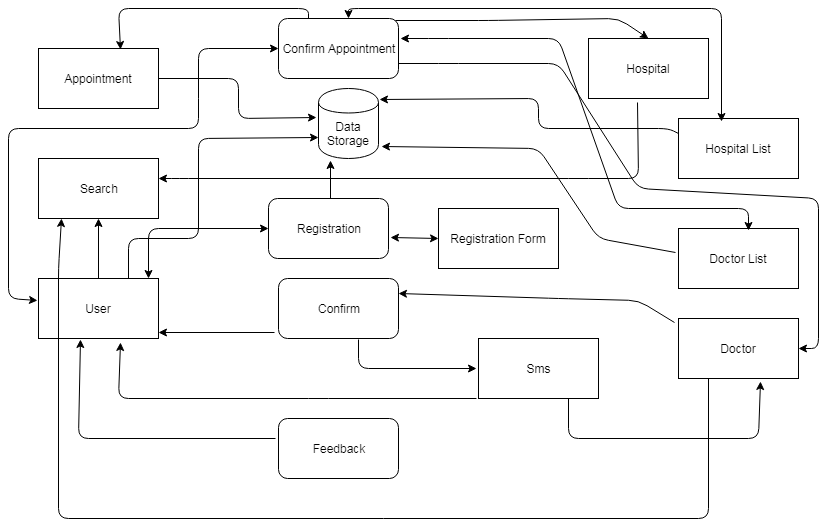 Confirm Appointment
Appointment
Hospital
Data
Storage
Hospital List
Search
Registration
Registration Form
Doctor List
User
Confirm
Doctor
Sms
Feedback